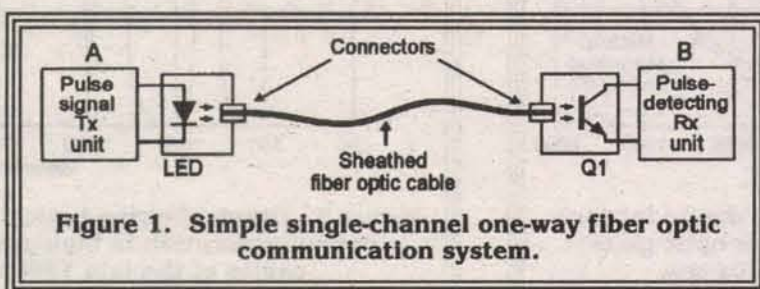 A
Connectors
B
Pulse
signal
Tx
unit
Pulse-
detecting
Rx
unit
LED
Sheathed
fiber optic cable
Q1
Figure 1. Simple single-channel one-way fiber optic
communication system.